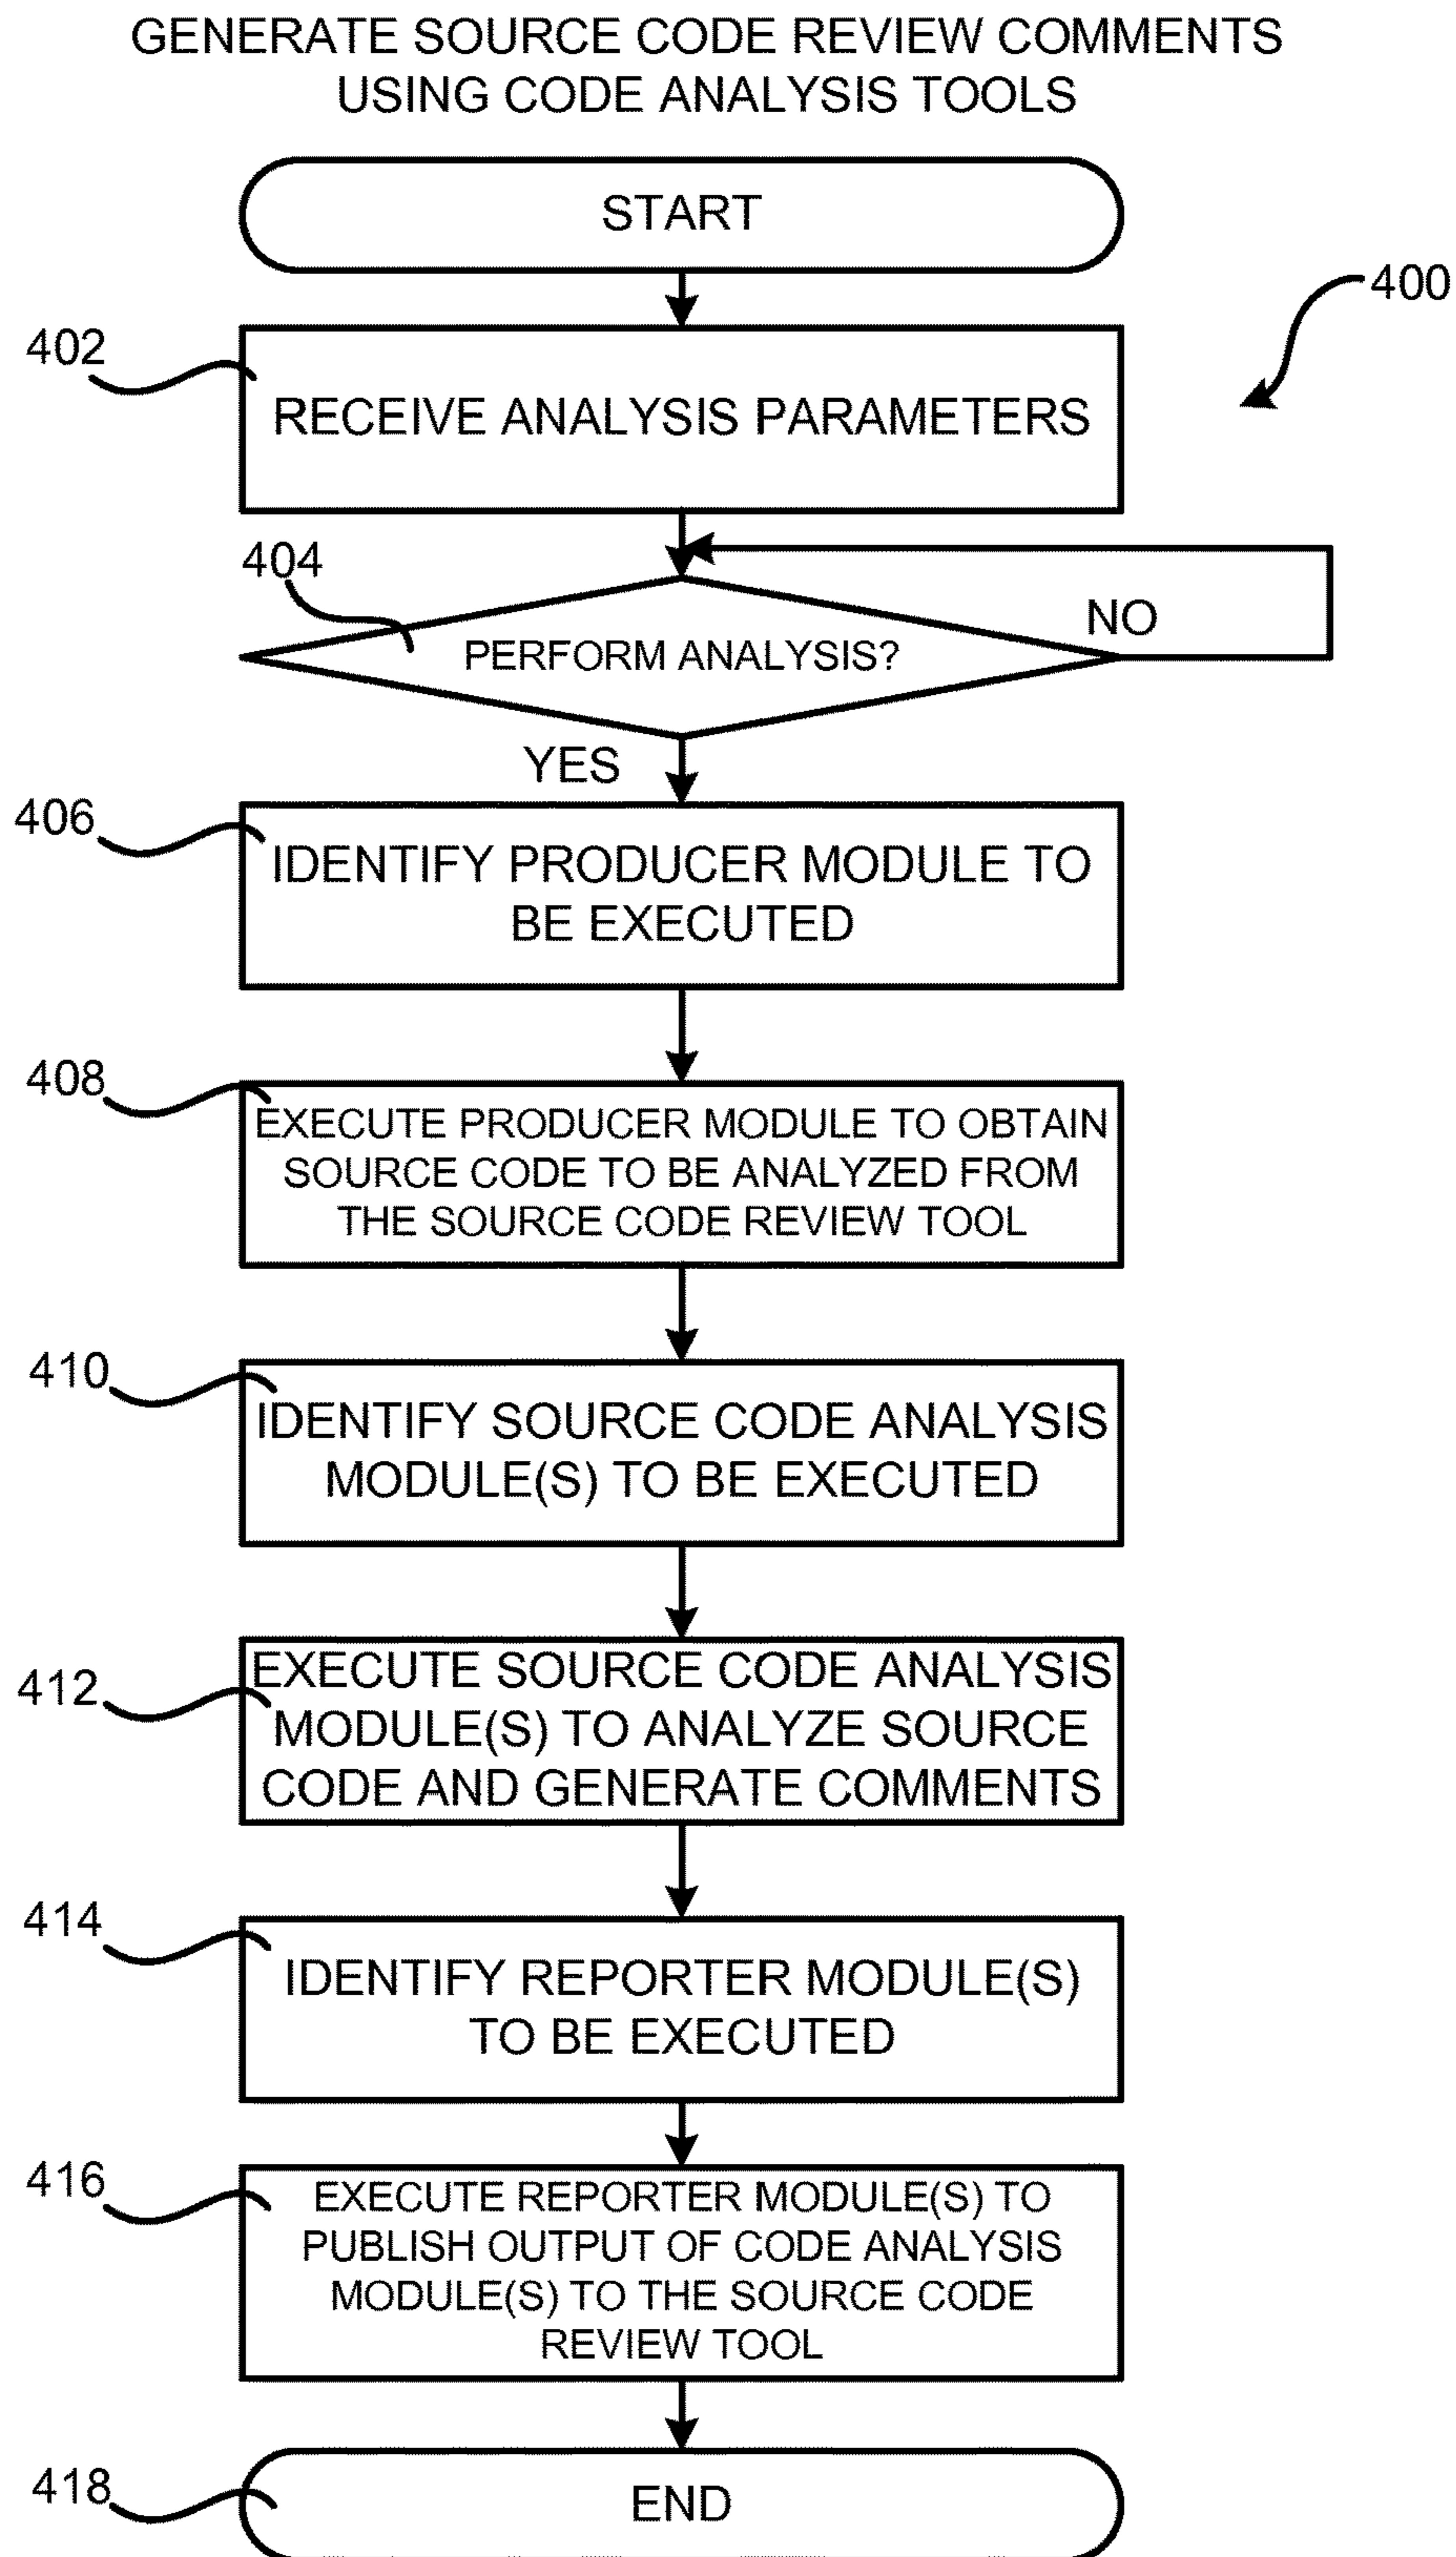 GENERATE SOURCE CODE REVIEW COMMENTS
USING CODE ANALYSIS TOOLS
START
400
402
RECEIVE ANALYSIS PARAMETERS
404
NO
PERFORM ANALYSIS?
YES
406
IDENTIFY PRODUCER MODULE TO
BE EXECUTED
408
EXECUTE PRODUCER MODULE TO OBTAIN
SOURCE CODE TO BE ANALYZED FROM
THE SOURCE CODE REVIEW TOOL
410
IDENTIFY SOURCE CODE ANALYSIS
MODULE(S) TO BE EXECUTED
412
EXECUTE SOURCE CODE ANALYSIS
MODULE(S) TO ANALYZE SOURCE
CODE AND GENERATE COMMENTS
414
IDENTIFY REPORTER MODULE(S)
TO BE EXECUTED
416
EXECUTE REPORTER MODULE(S) TO
PUBLISH OUTPUT OF CODE ANALYSIS
MODULE(S) TO THE SOURCE CODE
REVIEW TOOL
418
END